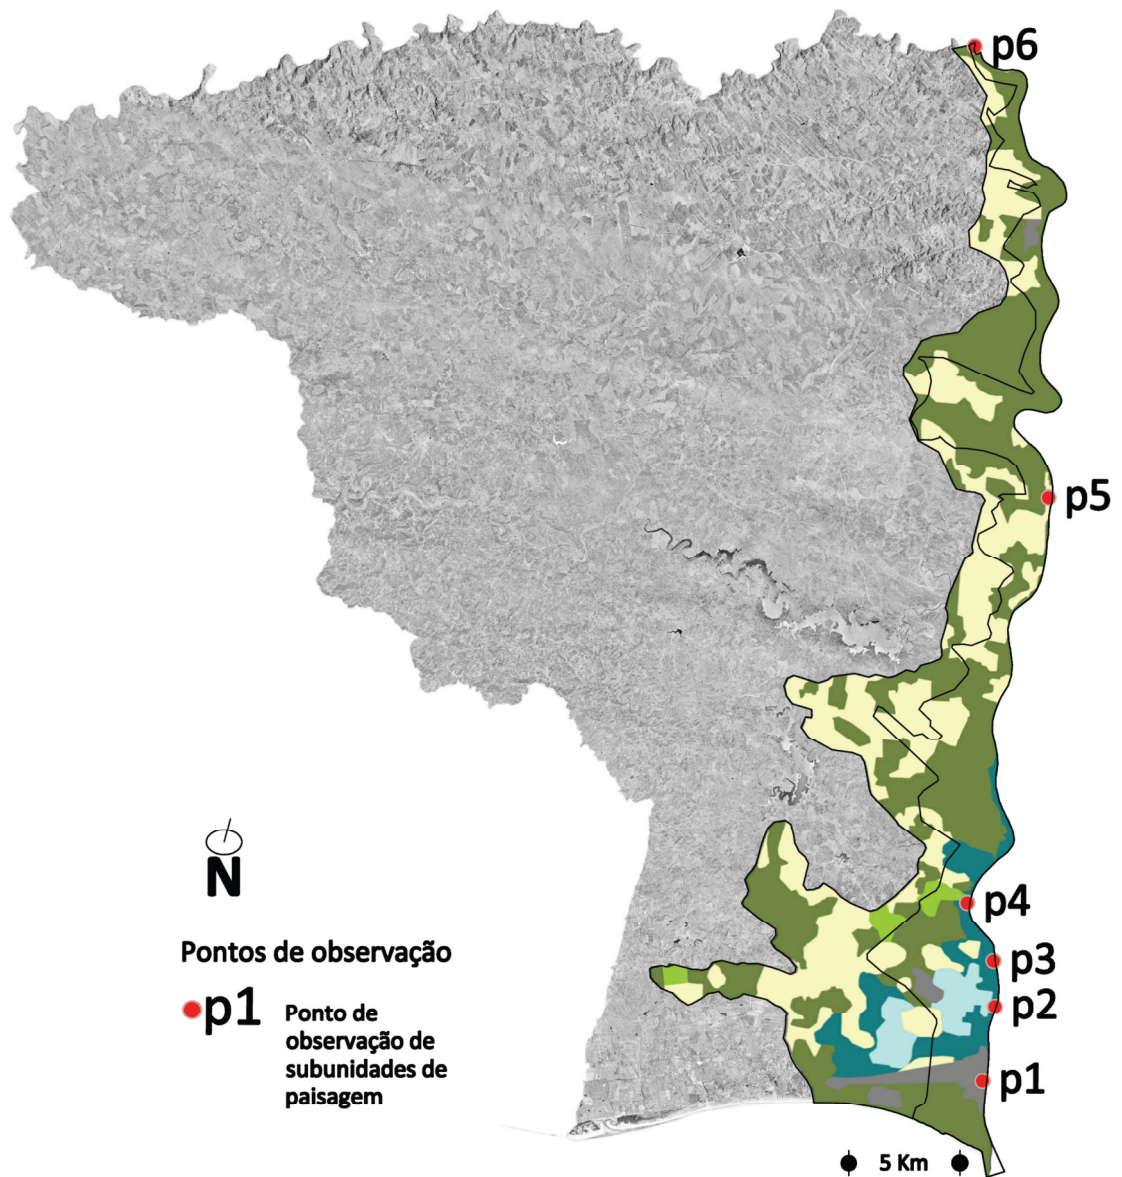 p6
p5
p4
p3
p2
p1
N
Pontos de observação
p1
Ponto de
observação de
subunidades de
paisagem
5 Km